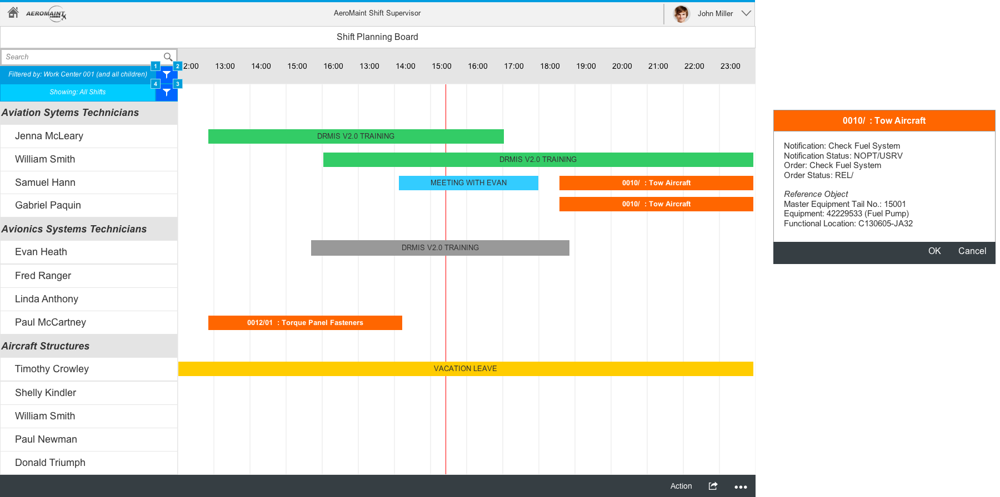 AEROMAINT
AeroMaint Shift Supervisor
John Miller
Shift Planning Board
Search
1
2
Filtered by: Work Center 001 (and all children)
4
3
Showing: All Shifts
2:00 13:00 14:00 15:00 16:00 13:00 14:00 15:00 16:00 17:00 18:00 19:00 20:00 21:00 22:00 23:00
Aviation Sytems Technicians
Jenna McLeary
DRMIS V2.0 TRAINING
William Smith
DRMIS V2.0 TRAINING
Samuel Hann
MEETING WITH EVAN
0010/ : Tow Aircraft
Gabriel Paquin
0010/ : Tow Aircraft
Avionics Systems Technicians
Evan Heath
DRMIS V2.0 TRAINING
Fred Ranger
Linda Anthony
Paul McCartney
0012/01 : Torque Panel Fasteners
Aircraft Structures
Timothy Crowley
VACATION LEAVE
Shelly Kindler
William Smith
Paul Newman
Donald Triumph
Action
0010/ : Tow Aircraft
Notification: Check Fuel System
Notification Status: NOPT/USRV
Order: Check Fuel System
Order Status: REL/
Reference Object
Master Equipment Tail No.: 15001
Equipment: 42229533 (Fuel Pump)
Functional Location: C130605-JA32
OK Cancel